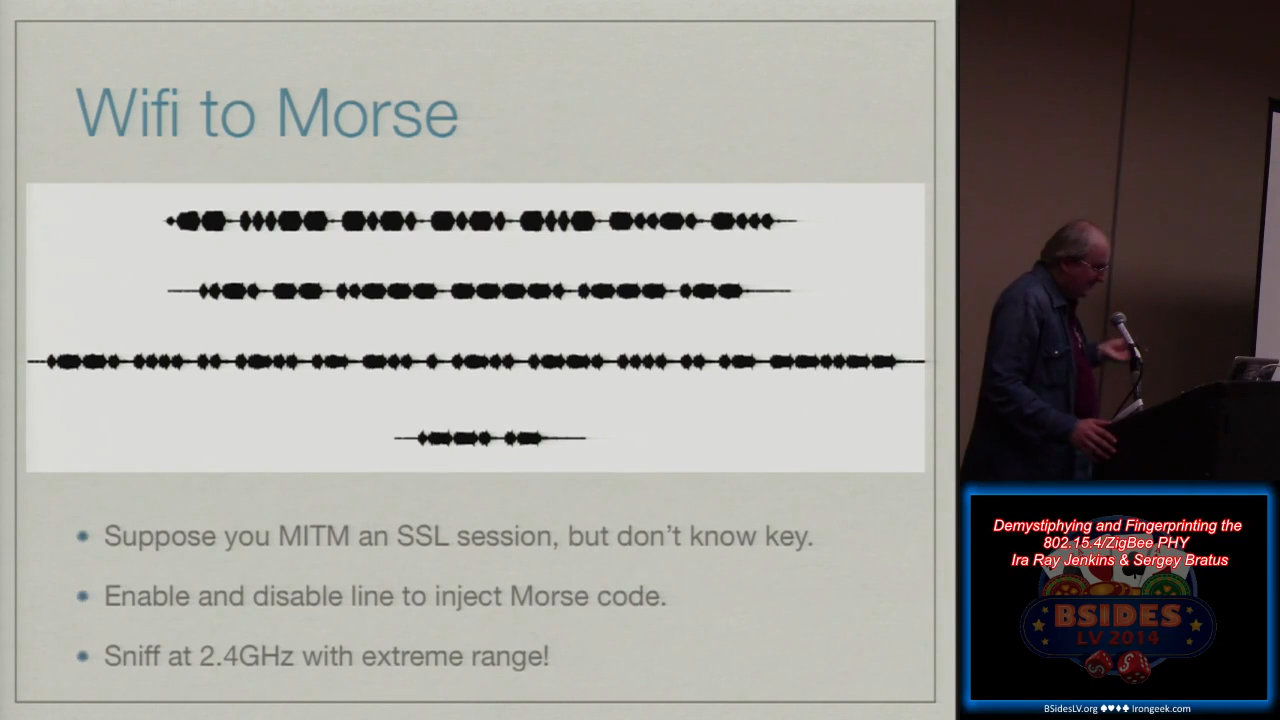 Wifi to Morse
Suppose you MITM an SSL session, but don't know key.
Enable and disable line to inject Morse code.
Sniff at 2.4GHz with extreme range!
Demystiphying and Fingerprinting the
802.15.4/ZigBee PHY
Ira Ray Jenkins & Sergey Bratus
BSIDES
LV 2014
BSidesLV.org ♠♥♦♣ Irongeek.com